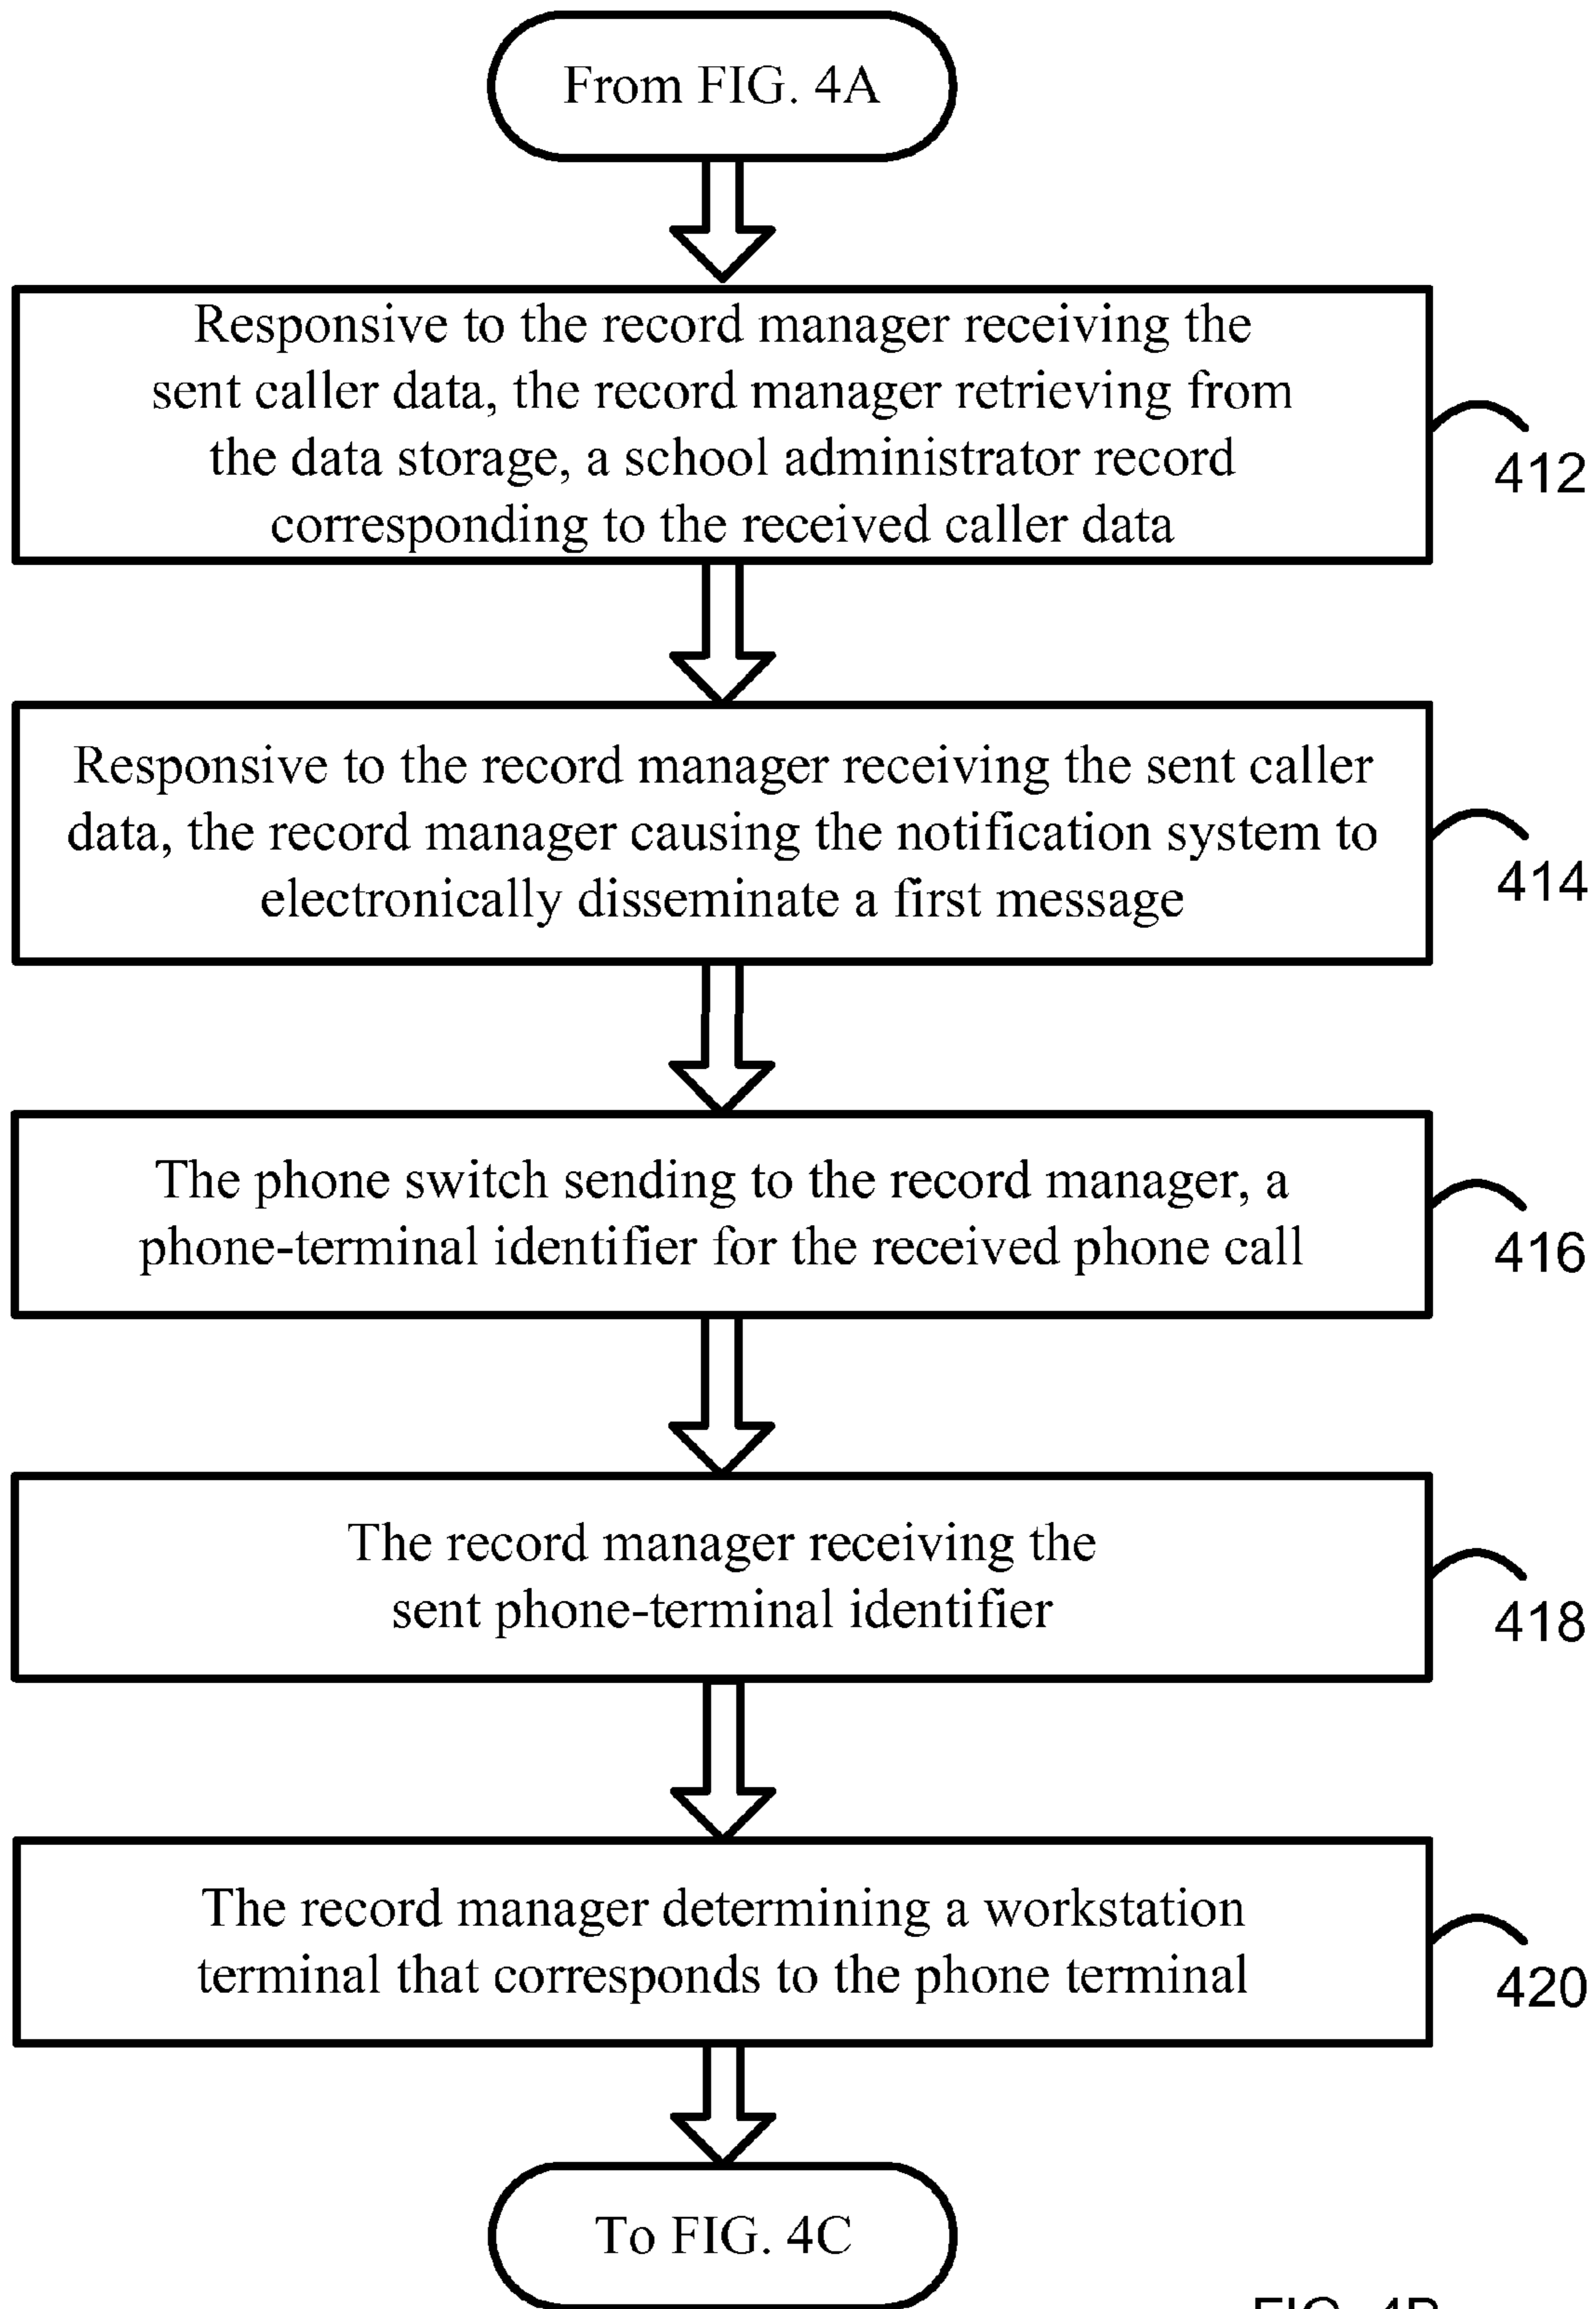 From FIG. 4A
Responsive to the record manager receiving the
sent caller data, the record manager retrieving from
the data storage, a school administrator record
corresponding to the received caller data
412
Responsive to the record manager receiving the sent caller
data, the record manager causing the notification system to
electronically disseminate a first message
414
The phone switch sending to the record manager, a
phone-terminal identifier for the received phone call
416
The record manager receiving the
sent phone-terminal identifier
418
The record manager determining a workstation
terminal that corresponds to the phone terminal
420
To FIG. 4C
FIG. 4B